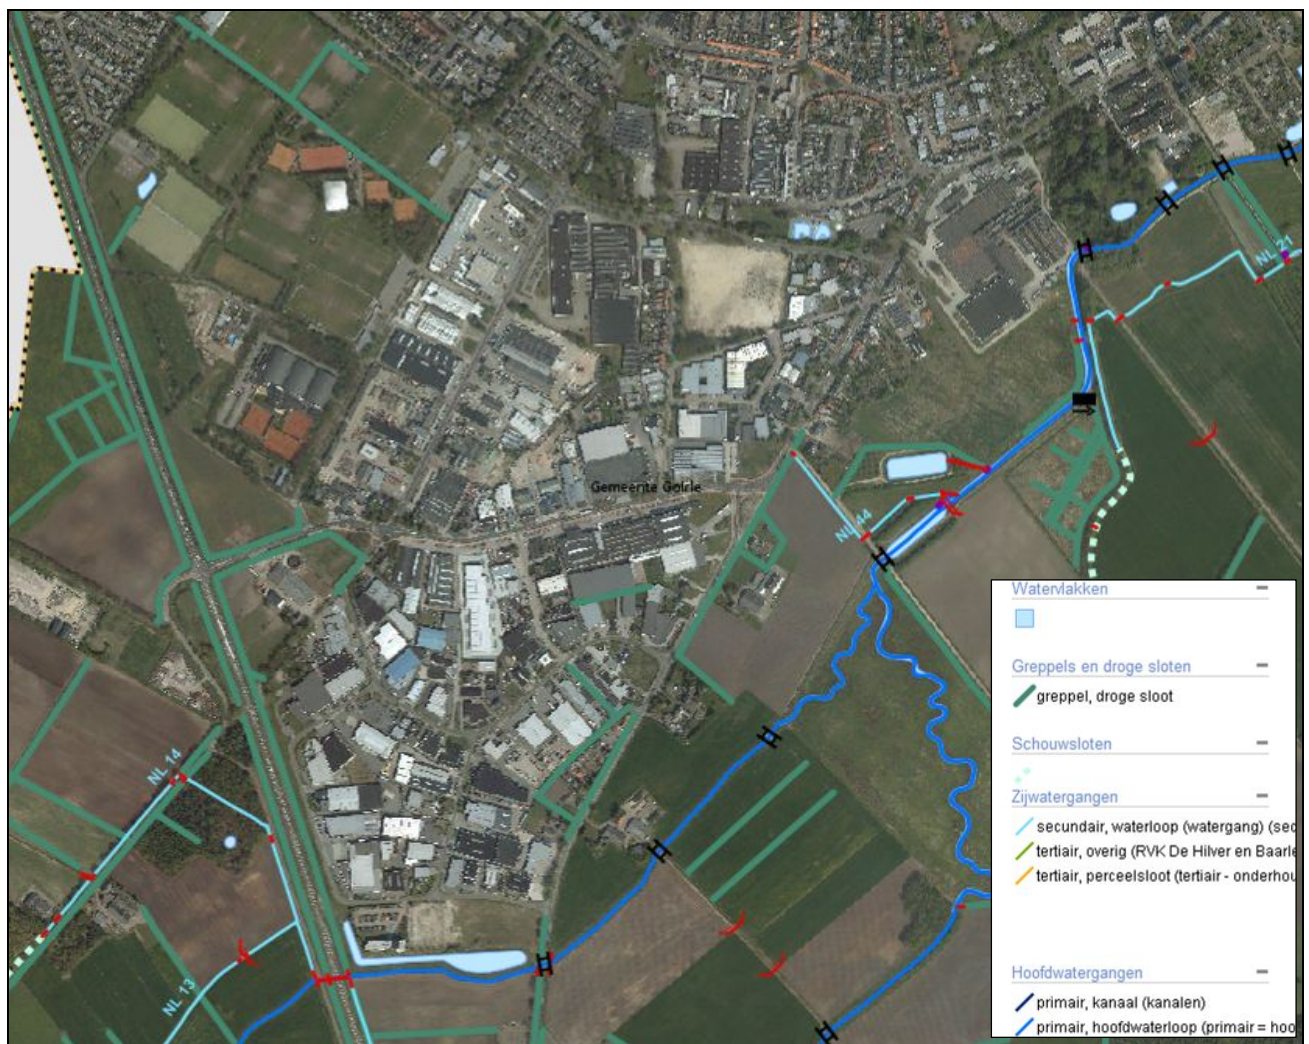 NL 21
Gemeente Goirle
NL 44
NL 14
NL 13
Watervlakken
Greppels en droge sloten
greppel, droge sloot
Schouwsloten
Zijwatergangen
secundair, waterloop (watergang) (sec
tertiair, overig (RVK De Hilver en Baarle
tertiair, perceelsloot (tertiair - onderhou
Hoofdwatergangen
primair, kanaal (kanalen)
primair, hoofdwaterloop (primair = hoo